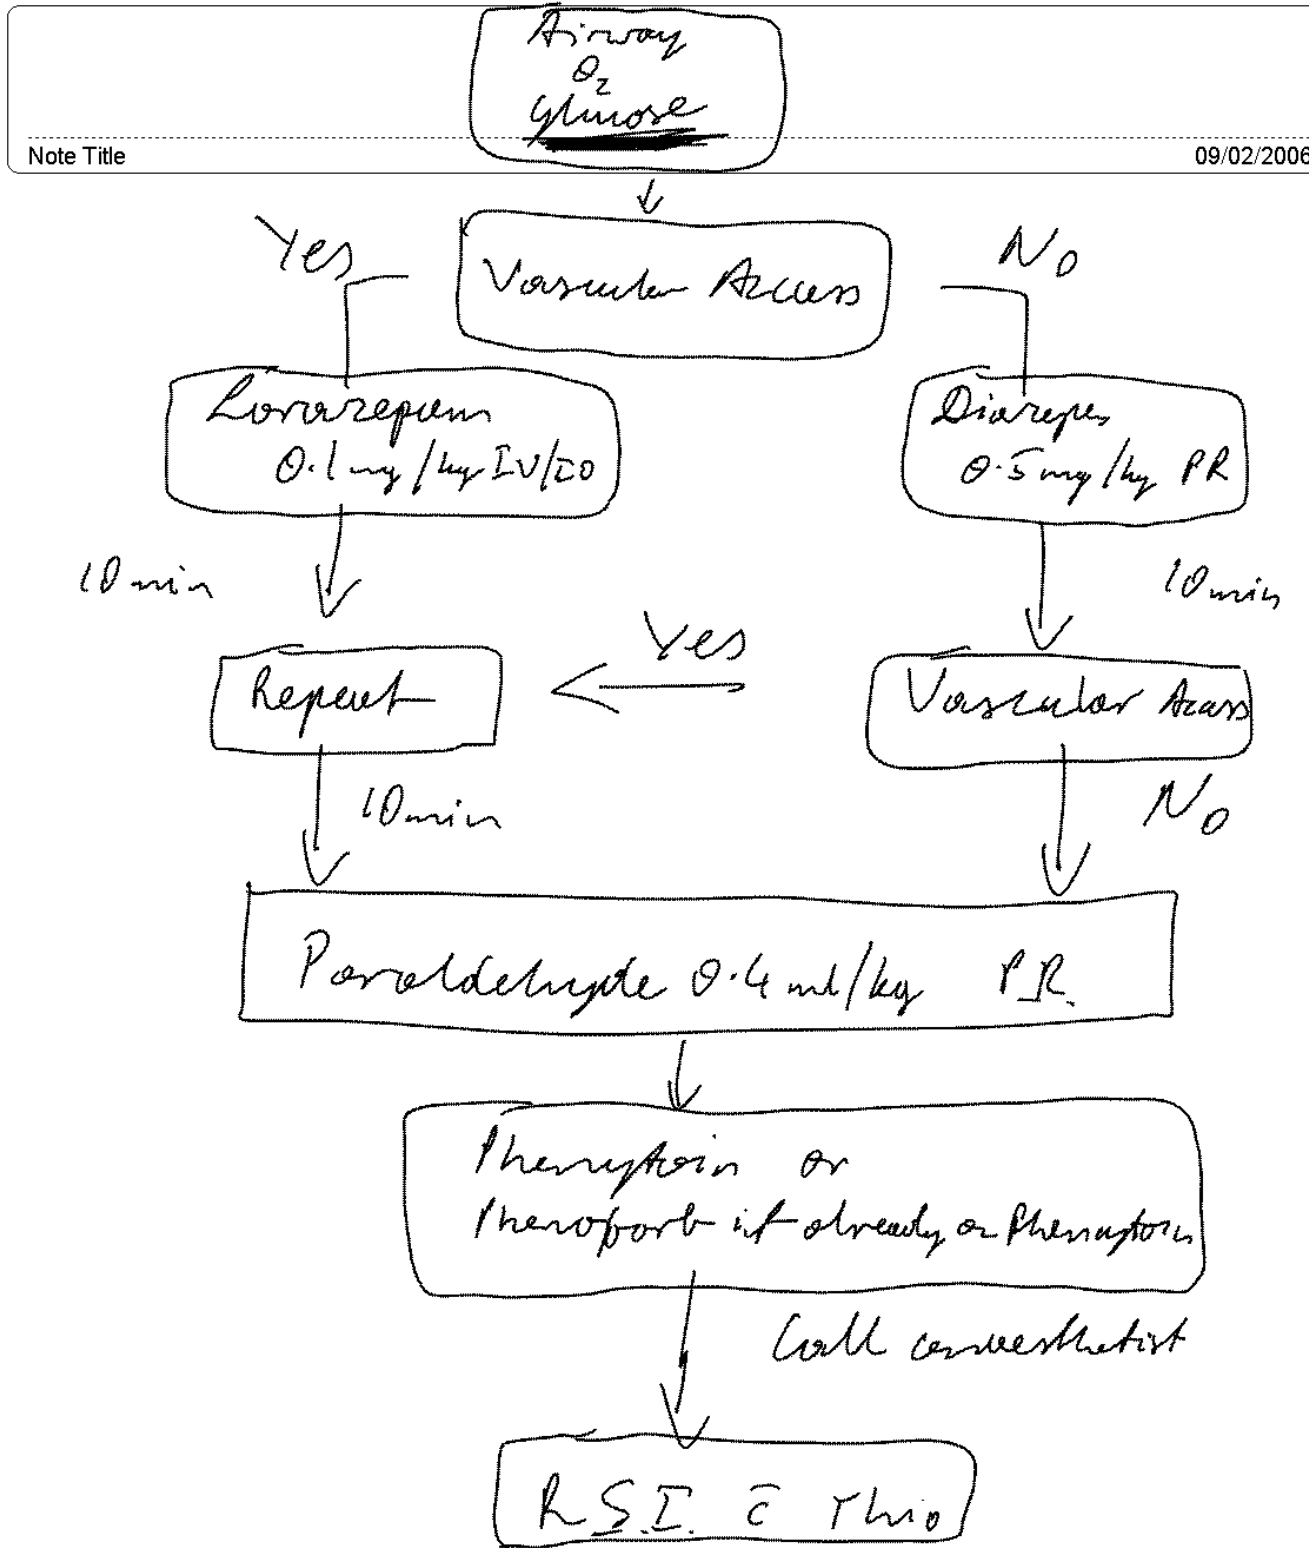 Airway
O2
Glucose
Note Title
09/02/2006
Yes
Vascular Access
No
Lorazepam
0.1 mg/kg IV/IO
Diazepam
0.5 mg/kg PR
10 min
10 min
Yes
Repeat
Vascular Access
10 min
No
Paraldehyde 0.4 ml/kg P.R.
Phenytoin or
Phenobarb if already on Phenytoin
Call anaesthetist
R.S.I. c̄ Thio